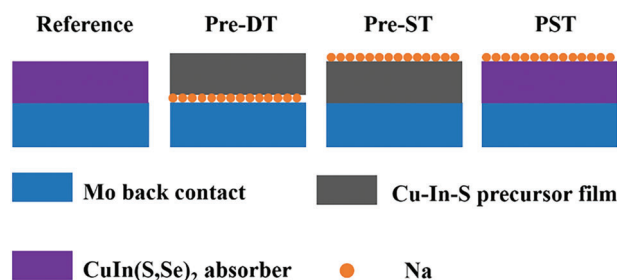 Reference Pre-DT Pre-ST PST
Mo back contact Cu-In-S precursor film
CuIn(S,Se)₂ absorber Na